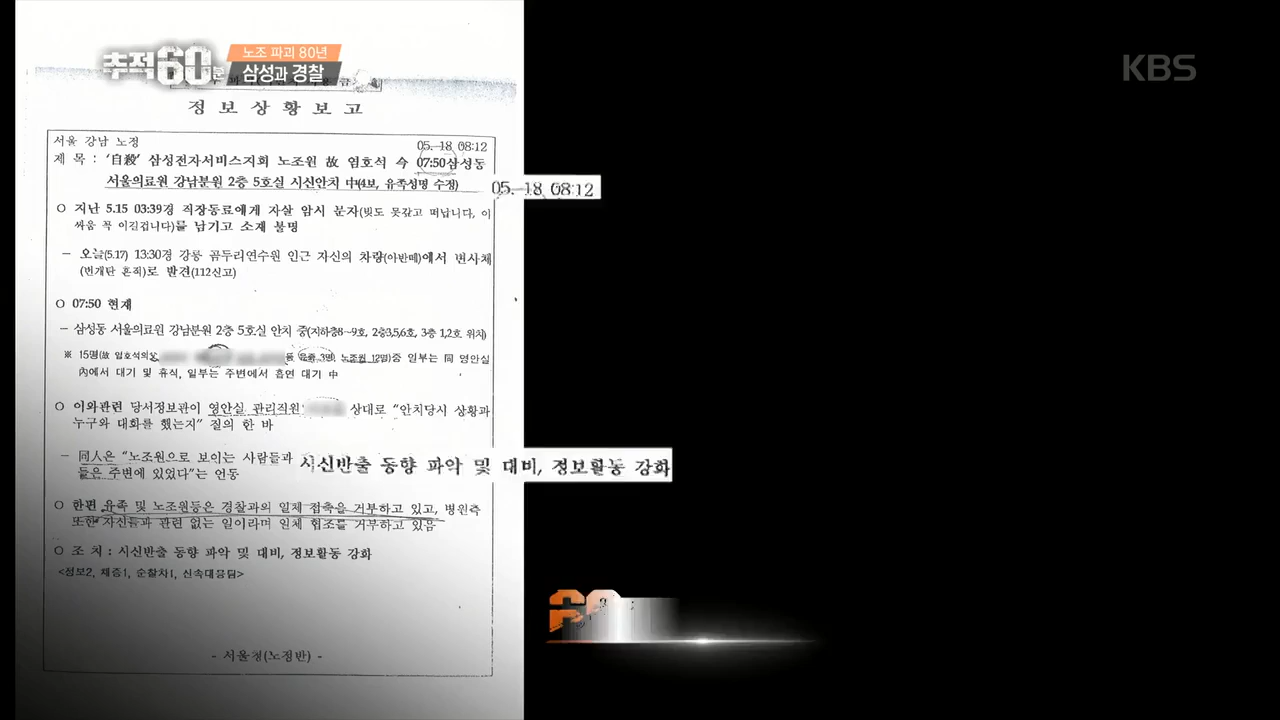 추적60분
노조 파괴 80년
삼성과 경찰
KBS
정 보 상 황 보 고
서울 강남 노정
05.-18 08:12
제 목 : '自殺' 삼성전자서비스지회 노조원 故 염호석 今 07:50삼성동
서울의료원 강남분원 2층 5호실 시신안치 中(4보, 유족성명 수정)
05.-18 08:12
○ 지난 5.15 03:39경 직장동료에게 자살 암시 문자(빚도 못갚고 떠납니다, 이
싸움 꼭 이길겁니다)를 남기고 소재 불명
- 오늘(5.17) 13:30경 강릉 곰두리연수원 인근 자신의 차량(아반떼)에서 변사체
(번개탄 흔적)로 발견(112신고)
○ 07:50 현재
- 삼성동 서울의료원 강남분원 2층 5호실 안치 중(지하층8~9호, 2층3,5,6호, 3층 1,2호 위치)
※ 15명(故 염호석의 등 유족 3명, 노조원 12명)중 일부는 同 영안실
內에서 대기 및 휴식, 일부는 주변에서 흡연 대기 中
○ 이와관련 당서정보관이 영안실 관리직원 상대로 "안치당시 상황과
누구와 대화를 했는지" 질의 한 바
- 同人은 "노조원으로 보이는 사람들과
들은 주변에 있었다"는 언동
시신반출 동향 파악 및 대비, 정보활동 강화
○ 한편 유족 및 노조원등은 경찰과의 일체 접촉을 거부하고 있고, 병원측
또한 자신들과 관련 없는 일이라며 일체 협조를 거부하고 있음
○ 조 치 : 시신반출 동향 파악 및 대비, 정보활동 강화
<정보2, 채증1, 순찰차1, 신속대응팀>
- 서울청(노정반) -